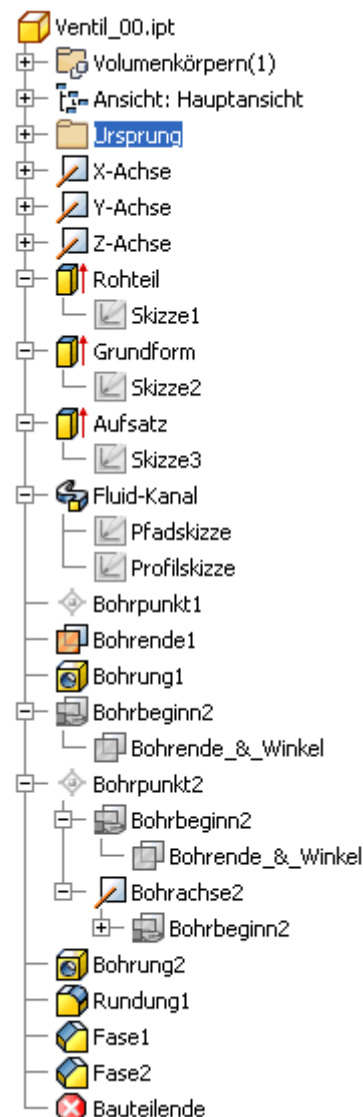 Ventil_00.ipt
Volumenkörpern(1)
Ansicht: Hauptansicht
Ursprung
X-Achse
Y-Achse
Z-Achse
Rohteil
Skizze1
Grundform
Skizze2
Aufsatz
Skizze3
Fluid-Kanal
Pfadskizze
Profilskizze
Bohrpunkt1
Bohrende1
Bohrung1
Bohrbeginn2
Bohrende_&_Winkel
Bohrpunkt2
Bohrbeginn2
Bohrende_&_Winkel
Bohrachse2
Bohrbeginn2
Bohrung2
Rundung1
Fase1
Fase2
Bauteilende